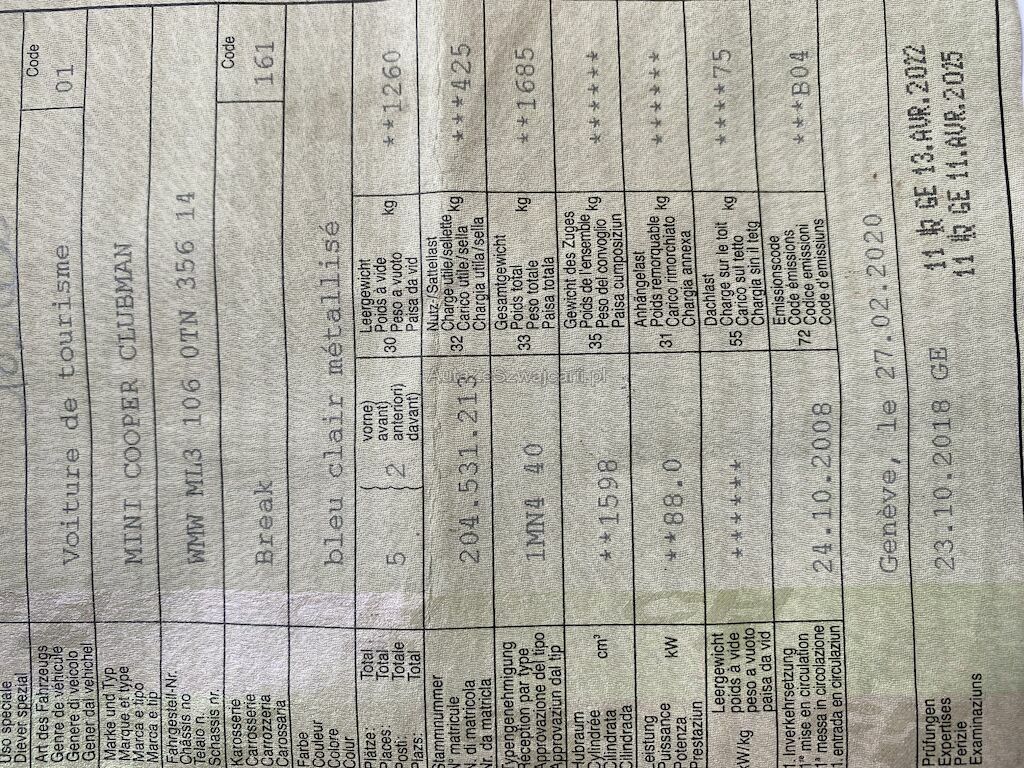 Uso speciale
Diever spezial
Art des Fahrzeugs
Genre de véhicule
Genere di veicolo
Gener dal vehichel
Voiture de tourisme
Code
01
Marke und Typ
Marque et type
Marca e tipo
Marca e tip
MINI COOPER CLUBMAN
Fahrgestell-Nr.
Châssis no
Telaio n.
Schassis nr.
WMW ML3 106 0TN 356 14
Karosserie
Carrosserie
Carozzeria
Carossaria
Break
Code
161
Farbe
Couleur
Colore
Colur
bleu clair métallisé
Plätze: Total:
Places: Total:
Posti: Totale
Plazs: Total
5
2
vorne)
avant)
anteriori)
davant)
Leergewicht
Poids à vide
30 Peso a vuoto kg
Paisa da vid
**1260
Stammnummer
N° matricule
N. di matricola
Nr. da matricla
204.531.213
Nutz-/Sattellast
Charge utile/sellette
32 Carico utile/sella kg
Chargia utila/sella
***425
Typengenehmigung
Réception par type
Approvazione del tipo
Approvaziun dal tip
1MN4 40
Gesamtgewicht
Poids total
33 Peso totale kg
Paisa totala
**1685
Hubraum
Cylindrée cm³
Cilindrata
Cilindrada
**1598
Gewicht des Zuges
Poids de l'ensemble kg
35 Peso del convoglio
Paisa cumposiziun
******
Leistung
Puissance kW
Potenza
Prestaziun
**88.0
Anhängelast
Poids remorquable kg
31 Carico rimorchiato
Chargia annexa
******
Leergewicht
kW/kg poids à vide
peso a vuoto
paisa da vid
*******
Dachlast
Charge sur le toit
55 Carico sul tetto kg
Chargia sin il tetg
****75
1. Inverkehrsetzung
1re mise en circulation
1a messa in circolazione
1. entrada en circulaziun
24.10.2008
Emissionscode
72 Code émissions
Codice emissioni
Code d'emissiuns
***B04
Genève, le 27.02.2020
Prüfungen
Expertises
Perizie
Examinaziuns
23.10.2018 GE
GE 13.AVR.2022
GE 11.AVR.2025